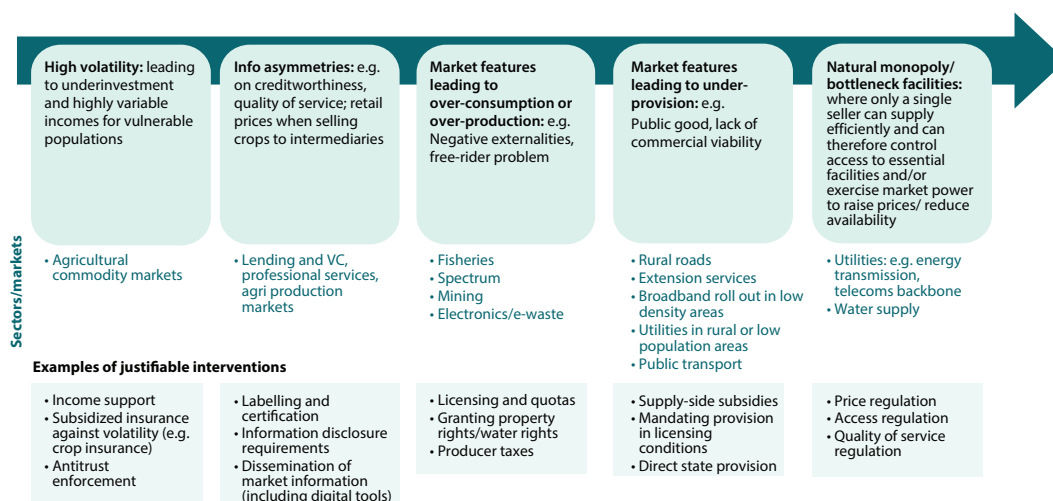 High volatility: leading
to underinvestment
and highly variable
incomes for vulnerable
populations
Info asymmetries: e.g.
on creditworthiness,
quality of service; retail
prices when selling
crops to intermediaries
Market features
leading to
over-consumption or
over-production: e.g.
Negative externalities,
free-rider problem
Market features
leading to under-
provision: e.g.
Public good, lack of
commercial viability
Natural monopoly/
bottleneck facilities:
where only a single
seller can supply
efficiently and can
therefore control
access to essential
facilities and/or
exercise market power
to raise prices/ reduce
availability
Sectors/markets
• Agricultural
commodity markets
• Lending and VC,
professional services,
agri production
markets
• Fisheries
• Spectrum
• Mining
• Electronics/e-waste
• Rural roads
• Extension services
• Broadband roll out in low
density areas
• Utilities in rural or low
population areas
• Public transport
• Utilities: e.g. energy
transmission,
telecoms backbone
• Water supply
Examples of justifiable interventions
• Income support
• Subsidized insurance
against volatility (e.g.
crop insurance)
• Antitrust
enforcement
• Labelling and
certification
• Information disclosure
requirements
• Dissemination of
market information
(including digital tools)
• Licensing and quotas
• Granting property
rights/water rights
• Producer taxes
• Supply-side subsidies
• Mandating provision
in licensing
conditions
• Direct state provision
• Price regulation
• Access regulation
• Quality of service
regulation